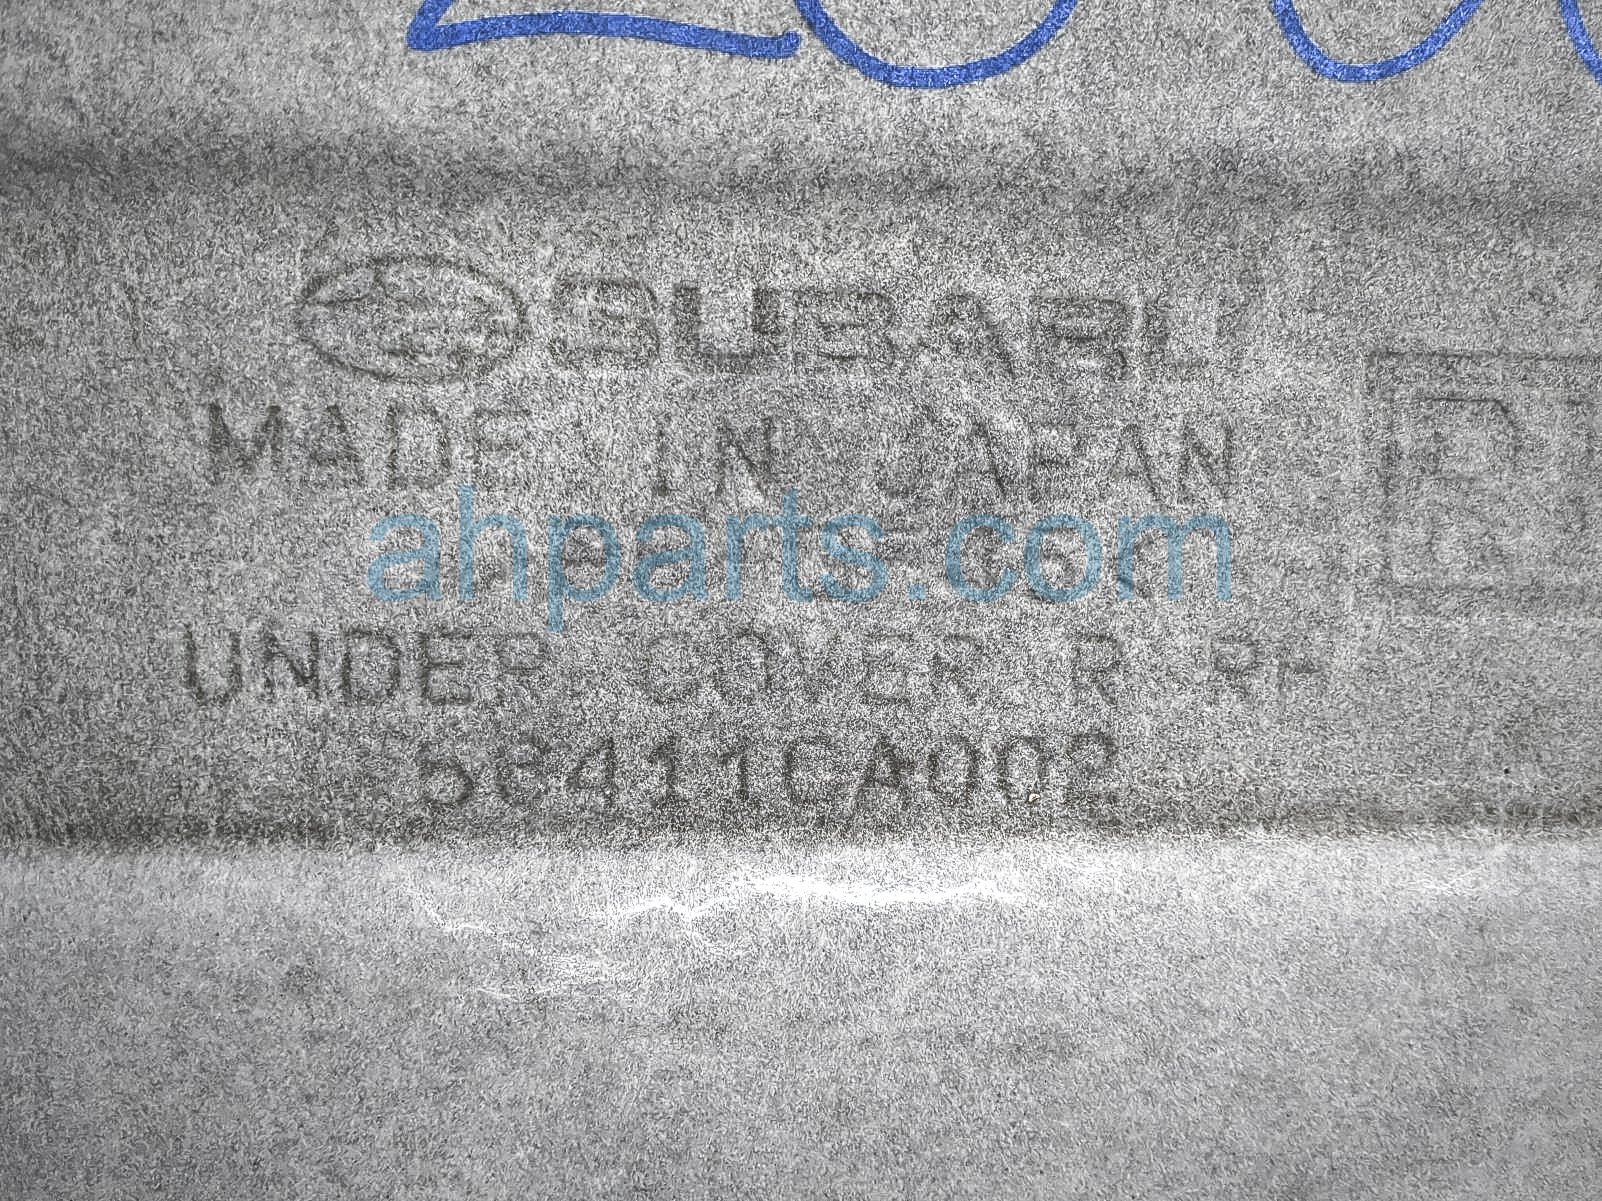 SUBARU
MADE IN JAPAN
R
ahparts.com
UNDER COVER R RH
56411CA002